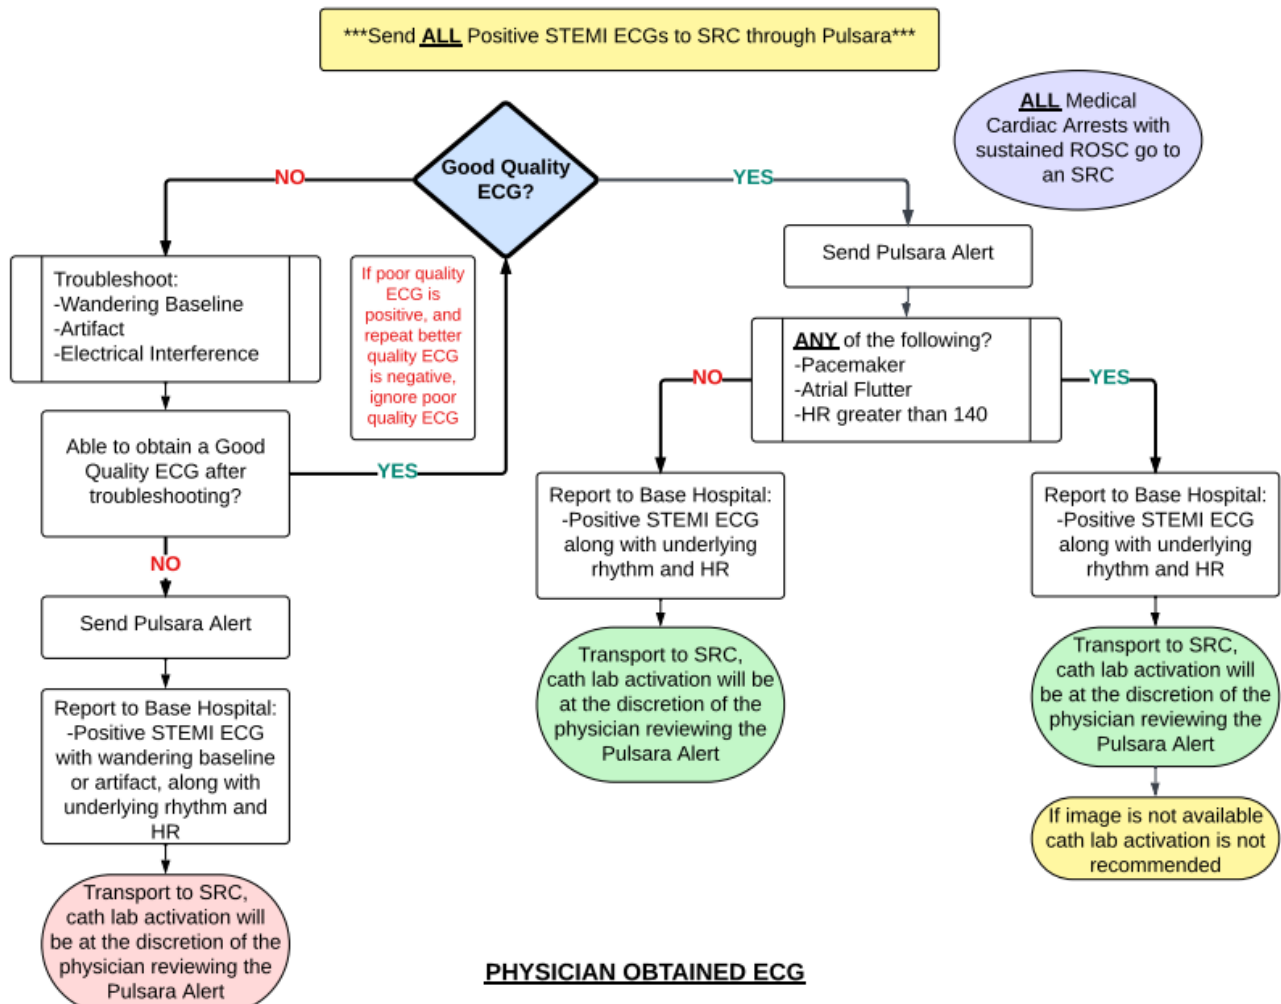 ***Send ALL Positive STEMI ECGs to SRC through Pulsara***
ALL Medical
Cardiac Arrests with
sustained ROSC go to
an SRC
Good Quality
ECG?
NO
YES
Troubleshoot:
-Wandering Baseline
-Artifact
-Electrical Interference
If poor quality
ECG is
positive, and
repeat better
quality ECG
is negative,
ignore poor
quality ECG
Send Pulsara Alert
ANY of the following?
-Pacemaker
-Atrial Flutter
-HR greater than 140
NO
YES
Able to obtain a Good
Quality ECG after
troubleshooting?
YES
NO
Report to Base Hospital:
-Positive STEMI ECG
along with underlying
rhythm and HR
Report to Base Hospital:
-Positive STEMI ECG
along with underlying
rhythm and HR
Send Pulsara Alert
Transport to SRC,
cath lab activation will be
at the discretion of the
physician reviewing the
Pulsara Alert
Transport to SRC,
cath lab activation will
be at the discretion of the
physician reviewing the
Pulsara Alert
Report to Base Hospital:
-Positive STEMI ECG
with wandering baseline
or artifact, along with
underlying rhythm and
HR
If image is not available
cath lab activation is not
recommended
Transport to SRC,
cath lab activation will
be at the discretion of the
physician reviewing the
Pulsara Alert
PHYSICIAN OBTAINED ECG